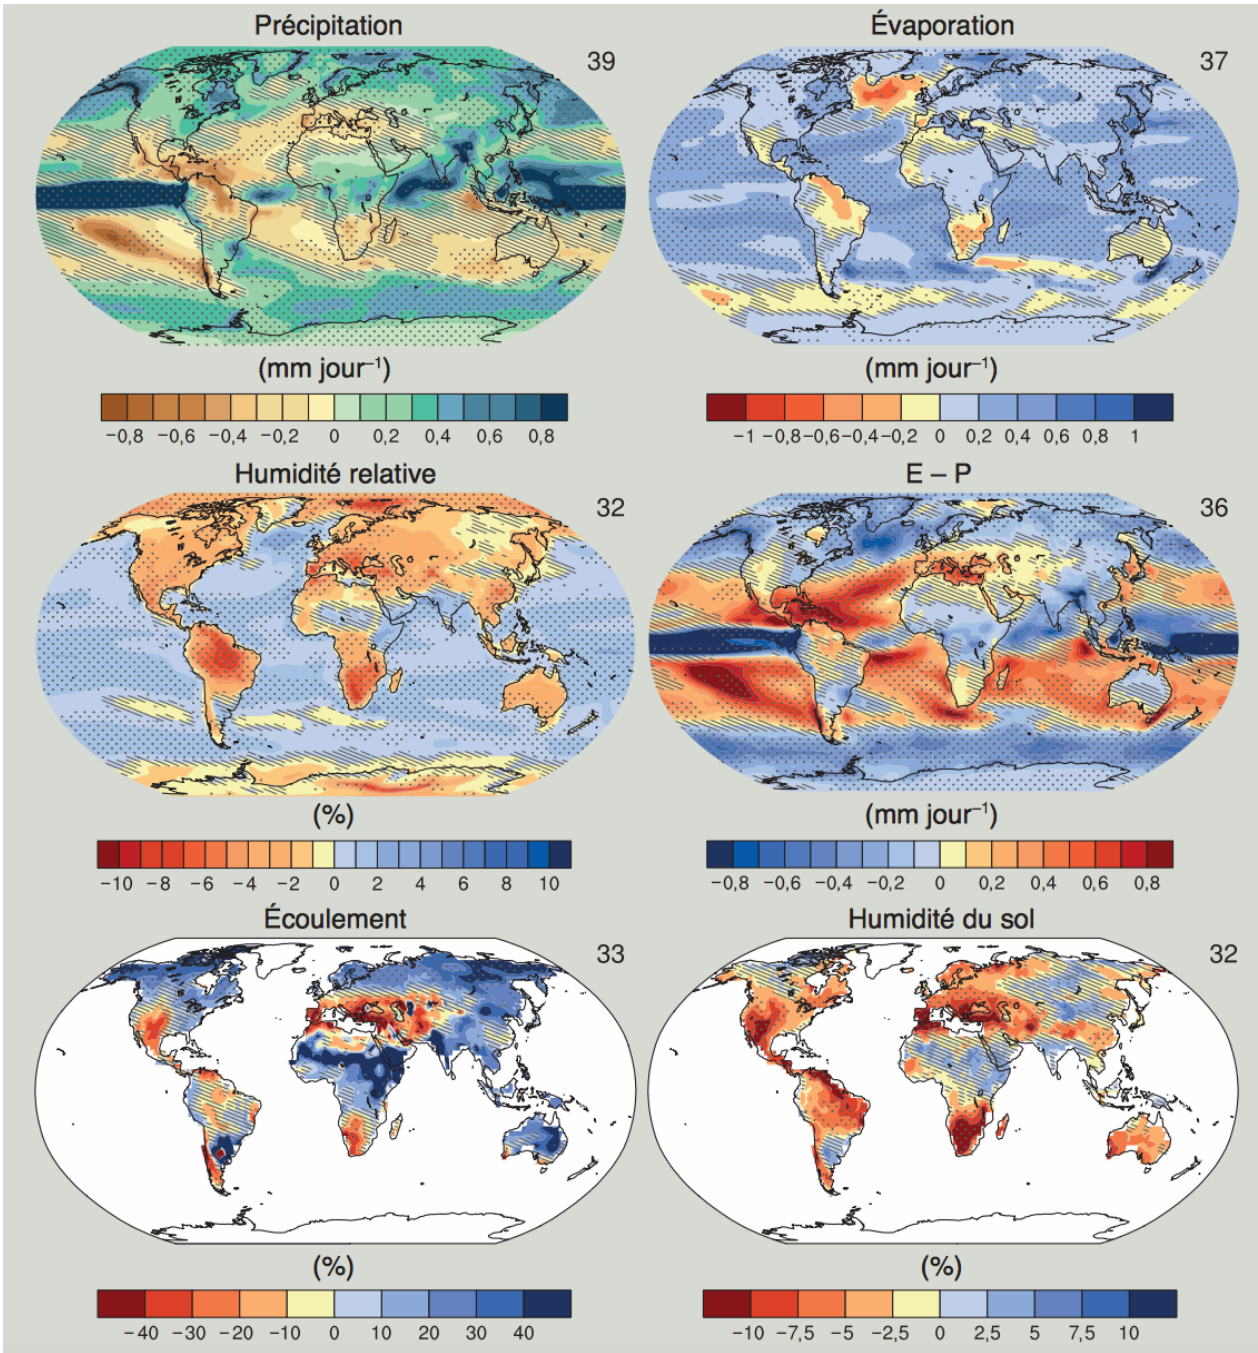 Précipitation
39
(mm jour⁻¹)
−0,8 −0,6 −0,4 −0,2 0 0,2 0,4 0,6 0,8
Évaporation
37
(mm jour⁻¹)
−1 −0,8 −0,6 −0,4 −0,2 0 0,2 0,4 0,6 0,8 1
Humidité relative
32
(%)
−10 −8 −6 −4 −2 0 2 4 6 8 10
E – P
36
(mm jour⁻¹)
−0,8 −0,6 −0,4 −0,2 0 0,2 0,4 0,6 0,8
Écoulement
33
(%)
−40 −30 −20 −10 0 10 20 30 40
Humidité du sol
32
(%)
−10 −7,5 −5 −2,5 0 2,5 5 7,5 10